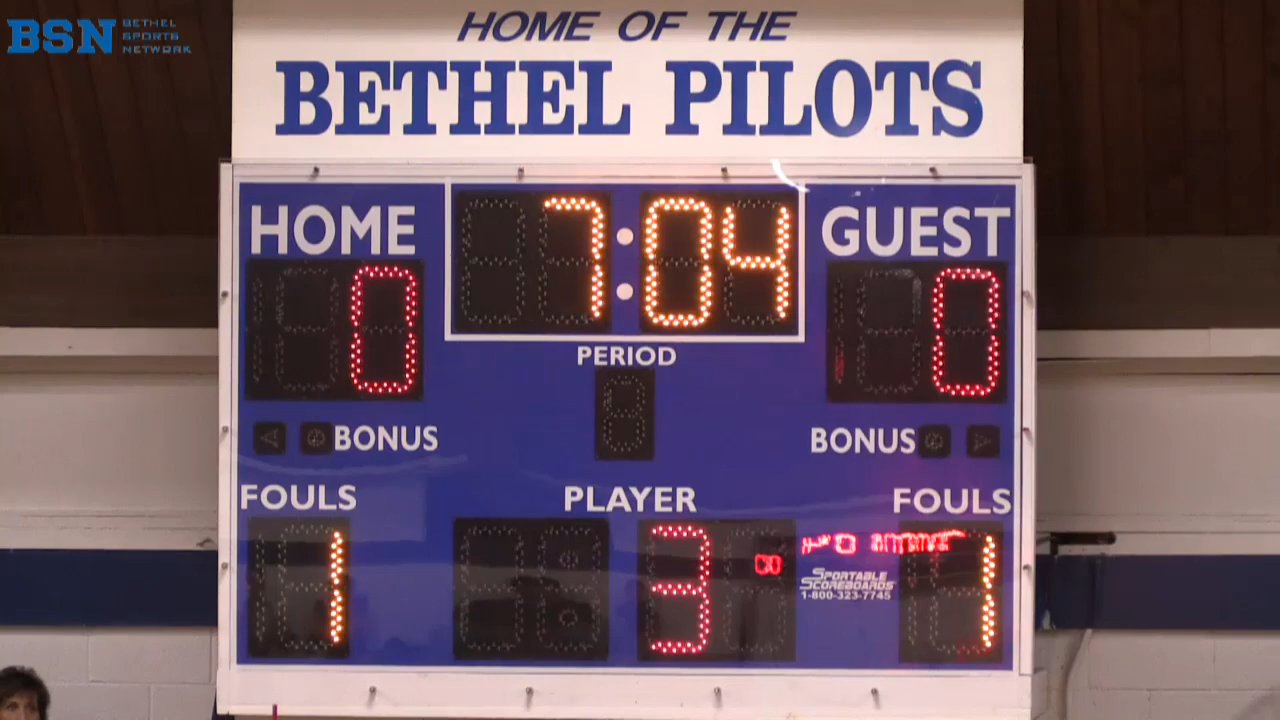 BSN BETHEL
SPORTS
NETWORK
HOME OF THE
BETHEL PILOTS
HOME
7:04
GUEST
0
0
PERIOD
BONUS
BONUS
FOULS
PLAYER
FOULS
1
3
1
SPORTABLE
SCOREBOARDS
1-800-323-7745